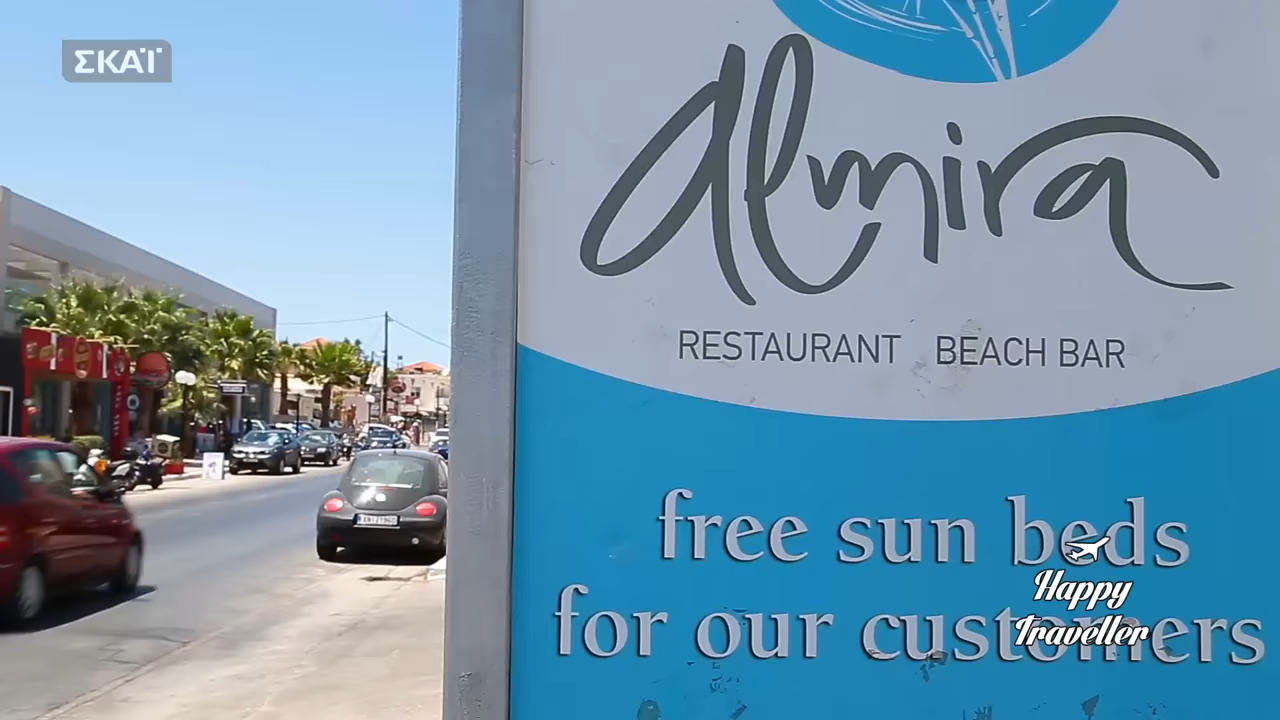 ΣΚΑΪ
Almira
RESTAURANT BEACH BAR
free sun beds
for our customers
Happy
Traveller